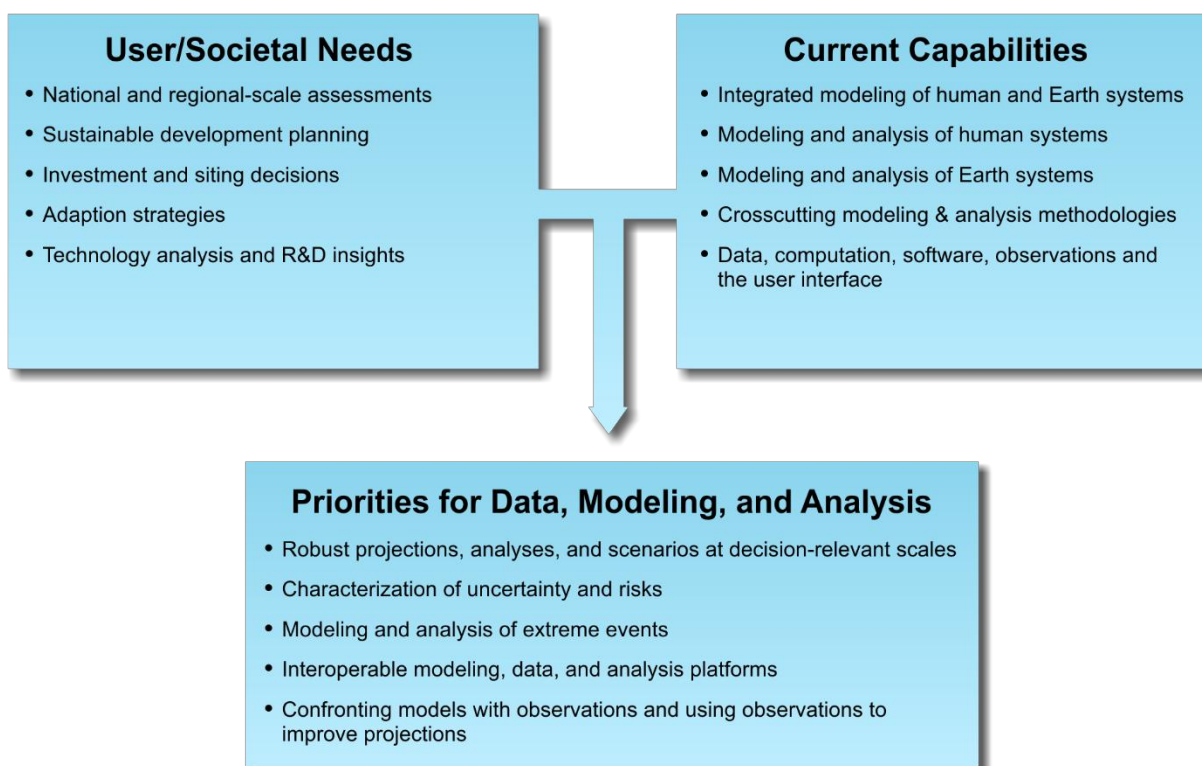 User/Societal Needs
• National and regional-scale assessments
• Sustainable development planning
• Investment and siting decisions
• Adaption strategies
• Technology analysis and R&D insights
Current Capabilities
• Integrated modeling of human and Earth systems
• Modeling and analysis of human systems
• Modeling and analysis of Earth systems
• Crosscutting modeling & analysis methodologies
• Data, computation, software, observations and
the user interface
Priorities for Data, Modeling, and Analysis
• Robust projections, analyses, and scenarios at decision-relevant scales
• Characterization of uncertainty and risks
• Modeling and analysis of extreme events
• Interoperable modeling, data, and analysis platforms
• Confronting models with observations and using observations to
improve projections